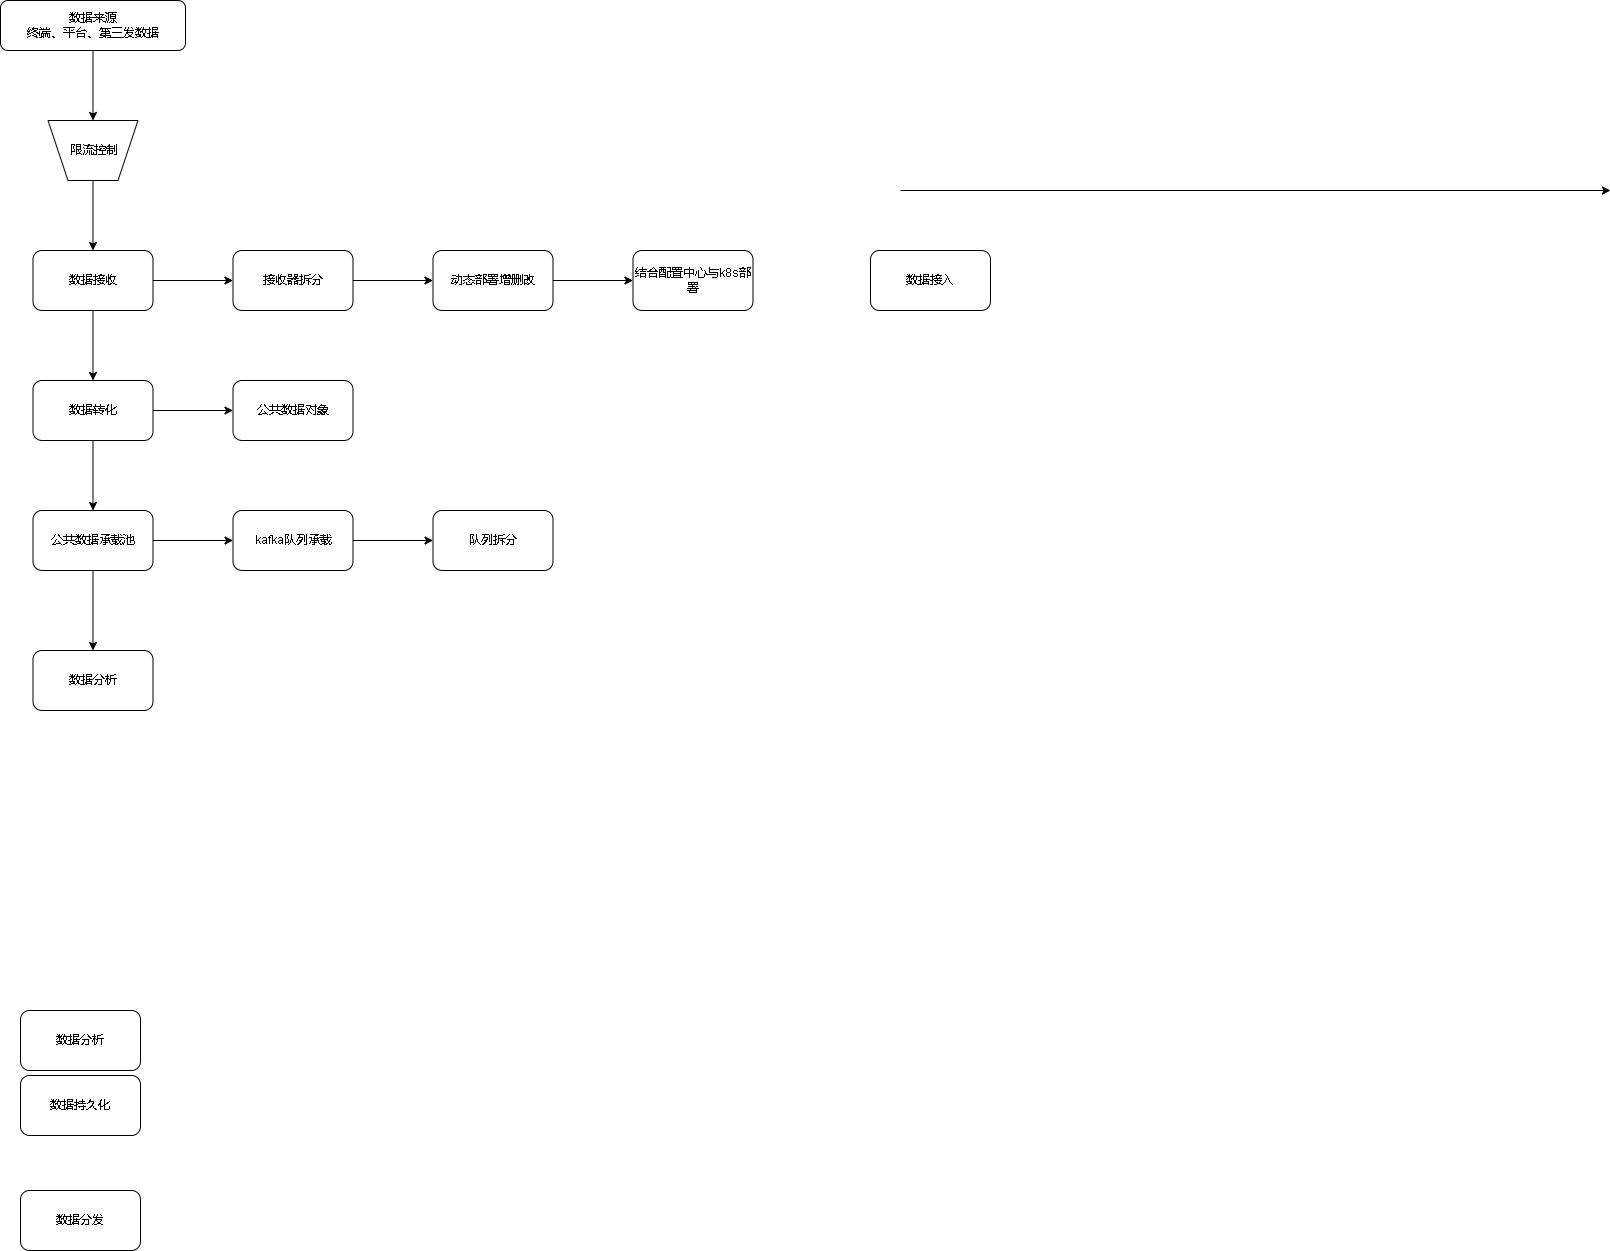 数据来源
终端、平台、第三发数据
限流控制
数据接收
接收器拆分
动态部署增删改
结合配置中心与k8s部
署
数据接入
数据转化
公共数据对象
公共数据承载池
kafka队列承载
队列拆分
数据分析
数据分析
数据持久化
数据分发